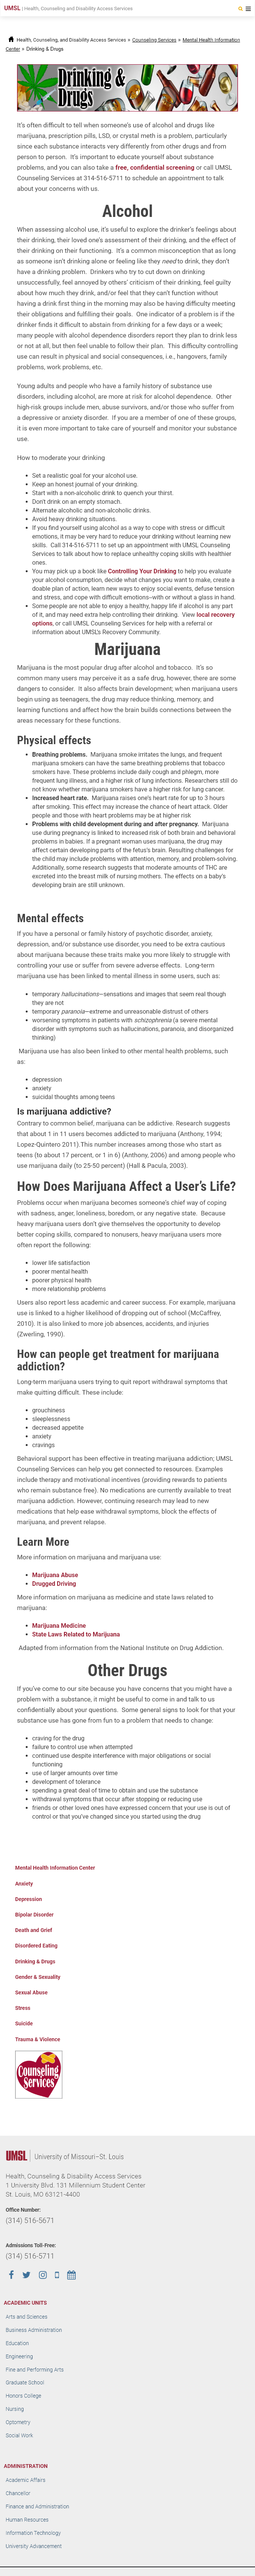 UMSL | Health, Counseling and Disability Access Services
Health, Counseling, and Disability Access Services > Counseling Services > Mental Health Information
Center > Drinking & Drugs
Drinking &
Drugs
It's often difficult to tell when someone's use of alcohol and drugs like
marijuana, prescription pills, LSD, or crystal meth is a problem, particularly
since each substance interacts very differently from other drugs and from
person to person. It's important to educate yourself about substance
problems, and you can also take a free, confidential screening or call UMSL
Counseling Services at 314-516-5711 to schedule an appointment to talk
about your concerns with us.
Alcohol
When assessing alcohol use, it's useful to explore the drinker's feelings about
their drinking, their loved one's assessment of their drinking, and the effect of
the drinking on their functioning. It's a common misconception that as long as
someone isn't drinking alone or feeling like they need to drink, they don't
have a drinking problem. Drinkers who try to cut down on drinking
unsuccessfully, feel annoyed by others' criticism of their drinking, feel guilty
about how/what/why they drink, and/or feel that they can't function without
having a drink first thing in the morning may also be having difficulty meeting
their obligations and fulfilling their goals. One indicator of a problem is if the
drinker finds it difficult to abstain from drinking for a few days or a week;
many people with alcohol dependence disorders report they plan to drink less
or not at all, but then feel unable to follow their plan. This difficulty controlling
use can result in physical and social consequences, i.e., hangovers, family
problems, work problems, etc.
Young adults and people who have a family history of substance use
disorders, including alcohol, are more at risk for alcohol dependence. Other
high-risk groups include men, abuse survivors, and/or those who suffer from
a depressive or anxiety disorder. If you are a member of one of these groups,
it is even more important to take care of yourself and monitor your substance
use.
How to moderate your drinking
Set a realistic goal for your alcohol use.
Keep an honest journal of your drinking.
Start with a non-alcoholic drink to quench your thirst.
Don't drink on an empty stomach.
Alternate alcoholic and non-alcoholic drinks.
Avoid heavy drinking situations.
If you find yourself using alcohol as a way to cope with stress or difficult
emotions, it may be very hard to reduce your drinking without learning new
skills. Call 314-516-5711 to set up an appointment with UMSL Counseling
Services to talk about how to replace unhealthy coping skills with healthier
ones.
You may pick up a book like Controlling Your Drinking to help you evaluate
your alcohol consumption, decide what changes you want to make, create a
doable plan of action, learn new ways to enjoy social events, defuse tension
and stress, and cope with difficult emotions–with or without a glass in hand.
Some people are not able to enjoy a healthy, happy life if alcohol is any part
of it, and may need extra help controlling their drinking. View local recovery
options, or call UMSL Counseling Services for help with a referral or
information about UMSL's Recovery Community.
Marijuana
Marijuana is the most popular drug after alcohol and tobacco. It's so
common many users may perceive it as a safe drug, however, there are some
dangers to consider. It also affects brain development; when marijuana users
begin using as teenagers, the drug may reduce thinking, memory, and
learning functions and affect how the brain builds connections between the
areas necessary for these functions.
Physical effects
Breathing problems. Marijuana smoke irritates the lungs, and frequent
marijuana smokers can have the same breathing problems that tobacco
smokers have. These problems include daily cough and phlegm, more
frequent lung illness, and a higher risk of lung infections. Researchers still do
not know whether marijuana smokers have a higher risk for lung cancer.
Increased heart rate. Marijuana raises one's heart rate for up to 3 hours
after smoking. This effect may increase the chance of heart attack. Older
people and those with heart problems may be at higher risk
Problems with child development during and after pregnancy. Marijuana
use during pregnancy is linked to increased risk of both brain and behavioral
problems in babies. If a pregnant woman uses marijuana, the drug may
affect certain developing parts of the fetus's brain. Resulting challenges for
the child may include problems with attention, memory, and problem-solving.
Additionally, some research suggests that moderate amounts of THC are
excreted into the breast milk of nursing mothers. The effects on a baby's
developing brain are still unknown.
Mental effects
If you have a personal or family history of psychotic disorder, anxiety,
depression, and/or substance use disorder, you need to be extra cautious
about marijuana because these traits may you more likely to struggle with
controlling your use or suffer from severe adverse effects. Long-term
marijuana use has been linked to mental illness in some users, such as:
temporary hallucinations—sensations and images that seem real though
they are not
temporary paranoia—extreme and unreasonable distrust of others
worsening symptoms in patients with schizophrenia (a severe mental
disorder with symptoms such as hallucinations, paranoia, and disorganized
thinking)
Marijuana use has also been linked to other mental health problems, such
as:
depression
anxiety
suicidal thoughts among teens
Is marijuana addictive?
Contrary to common belief, marijuana can be addictive. Research suggests
that about 1 in 11 users becomes addicted to marijuana (Anthony, 1994;
Lopez-Quintero 2011).This number increases among those who start as
teens (to about 17 percent, or 1 in 6) (Anthony, 2006) and among people who
use marijuana daily (to 25-50 percent) (Hall & Pacula, 2003).
How Does Marijuana Affect a User's Life?
Problems occur when marijuana becomes someone's chief way of coping
with sadness, anger, loneliness, boredom, or any negative state. Because
heavy marijuana users don't give themselves the opportunity to develop
better coping skills, compared to nonusers, heavy marijuana users more
often report the following:
lower life satisfaction
poorer mental health
poorer physical health
more relationship problems
Users also report less academic and career success. For example, marijuana
use is linked to a higher likelihood of dropping out of school (McCaffrey,
2010). It is also linked to more job absences, accidents, and injuries
(Zwerling, 1990).
How can people get treatment for marijuana
addiction?
Long-term marijuana users trying to quit report withdrawal symptoms that
make quitting difficult. These include:
grouchiness
sleeplessness
decreased appetite
anxiety
cravings
Behavioral support has been effective in treating marijuana addiction; UMSL
Counseling Services can help you get connected to resources. Examples
include therapy and motivational incentives (providing rewards to patients
who remain substance free). No medications are currently available to treat
marijuana addiction. However, continuing research may lead to new
medications that help ease withdrawal symptoms, block the effects of
marijuana, and prevent relapse.
Learn More
More information on marijuana and marijuana use:
Marijuana Abuse
Drugged Driving
More information on marijuana as medicine and state laws related to
marijuana:
Marijuana Medicine
State Laws Related to Marijuana
Adapted from information from the National Institute on Drug Addiction.
Other Drugs
If you've come to our site because you have concerns that you might have a
problem with a substance, it might be useful to come in and talk to us
confidentially about your questions. Some general signs to look for that your
substance use has gone from fun to a problem that needs to change:
craving for the drug
failure to control use when attempted
continued use despite interference with major obligations or social
functioning
use of larger amounts over time
development of tolerance
spending a great deal of time to obtain and use the substance
withdrawal symptoms that occur after stopping or reducing use
friends or other loved ones have expressed concern that your use is out of
control or that you've changed since you started using the drug
Mental Health Information Center
Anxiety
Depression
Bipolar Disorder
Death and Grief
Disordered Eating
Drinking & Drugs
Gender & Sexuality
Sexual Abuse
Stress
Suicide
Trauma & Violence
Counseling
Services
UMSL | University of Missouri–St. Louis
Health, Counseling & Disability Access Services
1 University Blvd. 131 Millennium Student Center
St. Louis, MO 63121-4400
Office Number:
(314) 516-5671
Admissions Toll-Free:
(314) 516-5711
ACADEMIC UNITS
Arts and Sciences
Business Administration
Education
Engineering
Fine and Performing Arts
Graduate School
Honors College
Nursing
Optometry
Social Work
ADMINISTRATION
Academic Affairs
Chancellor
Finance and Administration
Human Resources
Information Technology
University Advancement